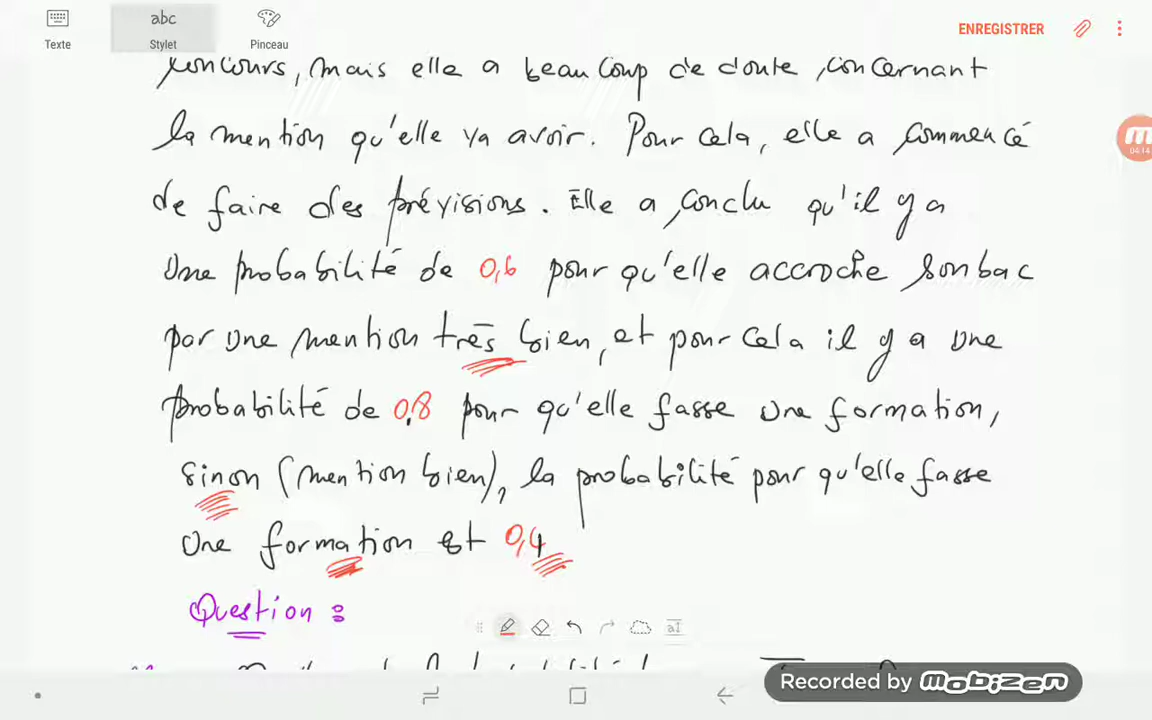 Texte
abc
Stylet
Pinceau
ENREGISTRER
concours, mais elle a beaucoup de doute, concernant
la mention qu'elle va avoir. Pour cela, elle a commencé
de faire des prévisions. Elle a conclu qu'il y a
une probabilité de 0,6 pour qu'elle accroche son bac
par une mention très bien, et pour cela il y a une
probabilité de 0,8 pour qu'elle fasse une formation,
sinon (mention bien), la probabilité pour qu'elle fasse
une formation est 0,4
Question :
04:14
Recorded by mobizen